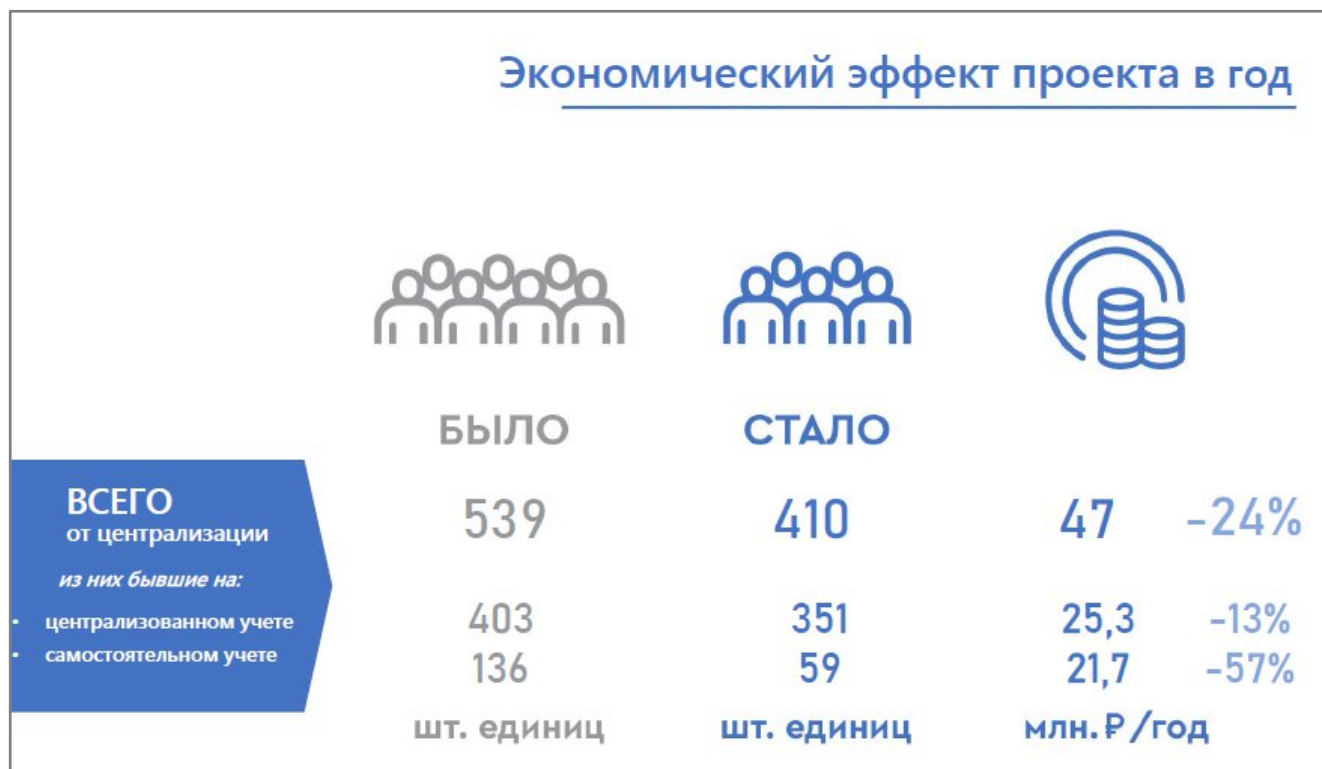 Экономический эффект проекта в год
БЫЛО СТАЛО
ВСЕГО
от централизации
539 410 47 -24%
из них бывшие на:
• централизованном учете 403 351 25,3 -13%
• самостоятельном учете 136 59 21,7 -57%
шт. единиц шт. единиц млн. ₽/год